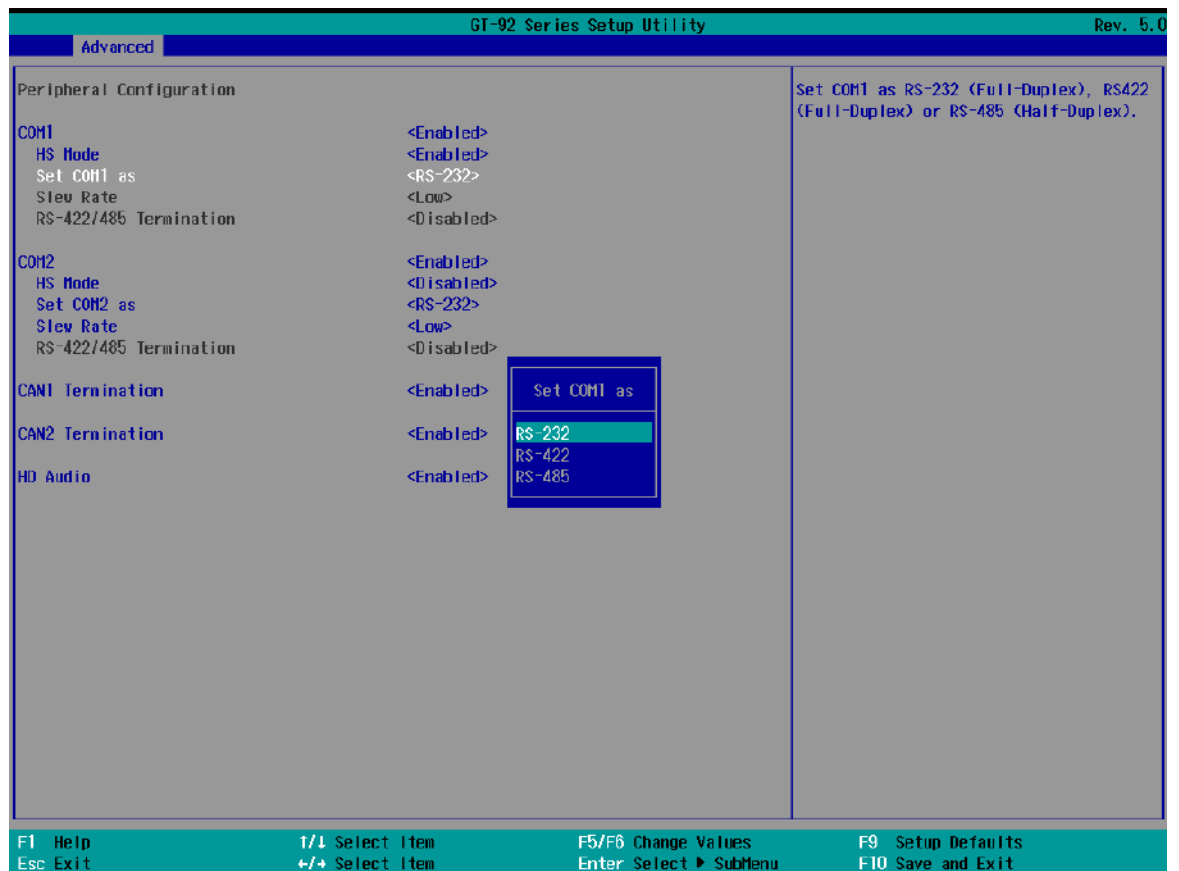 GT-92 Series Setup Utility Rev. 5.0
Advanced
Peripheral Configuration
COM1 <Enabled>
HS Mode <Enabled>
Set COM1 as <RS-232>
Slew Rate <Low>
RS-422/485 Termination <Disabled>
COM2 <Enabled>
HS Mode <Disabled>
Set COM2 as <RS-232>
Slew Rate <Low>
RS-422/485 Termination <Disabled>
CAN1 Termination <Enabled>
CAN2 Termination <Enabled>
HD Audio <Enabled>
Set COM1 as
RS-232
RS-422
RS-485
Set COM1 as RS-232 (Full-Duplex), RS422
(Full-Duplex) or RS-485 (Half-Duplex).
F1 Help ↑/↓ Select Item F5/F6 Change Values F9 Setup Defaults
Esc Exit ←/→ Select Item Enter Select ▶ SubMenu F10 Save and Exit